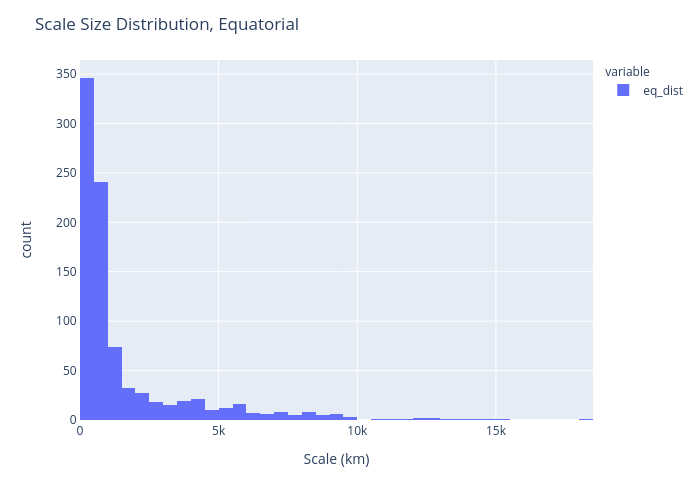 Scale Size Distribution, Equatorial
variable
eq_dist
350
300
250
200
150
100
50
0
count
0 5k 10k 15k
Scale (km)